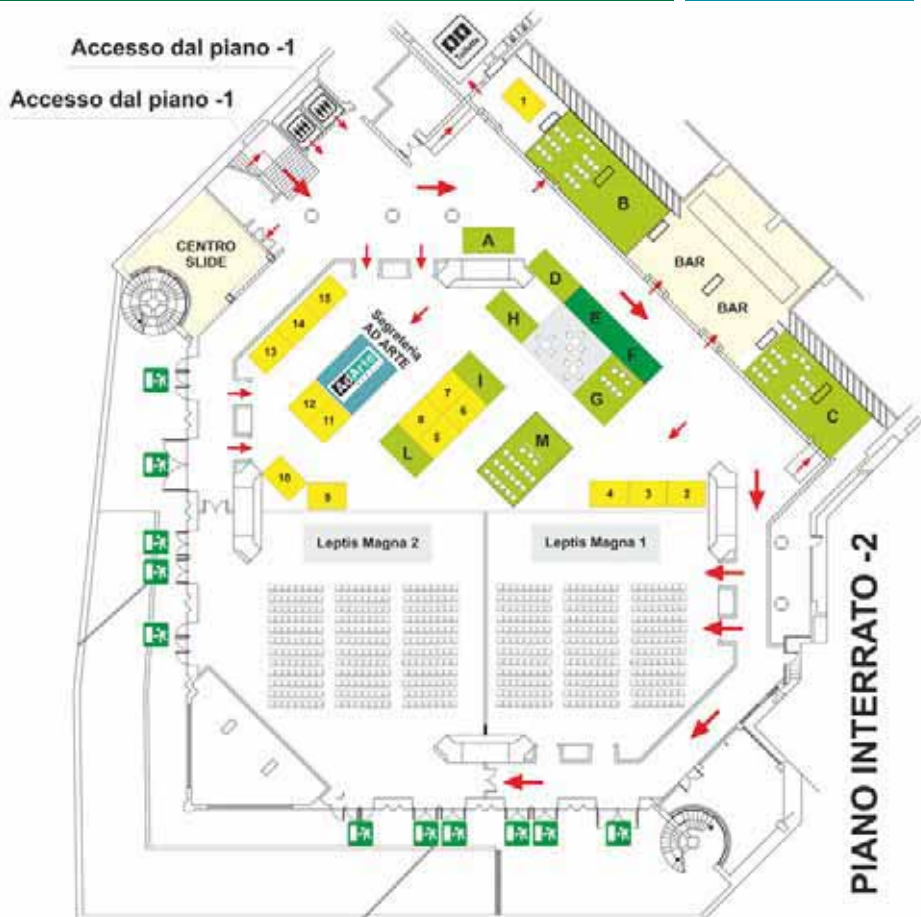 Accesso dal piano -1
Accesso dal piano -1
Toilette
1
B
CENTRO
SLIDE
A
BAR
BAR
D
E
F
G
H
C
15
14
13
Segreteria
AD ARTE
AdArte
12
11
I
7
6
8
5
L
M
10
9
4
3
2
Leptis Magna 2
Leptis Magna 1
PIANO INTERRATO -2